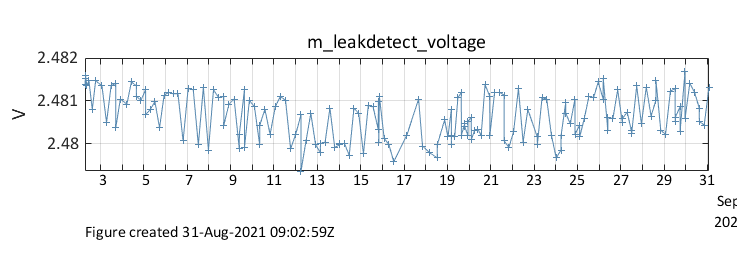 m_leakdetect_voltage
2.482
2.481
2.48
V
3 5 7 9 11 13 15 17 19 21 23 25 27 29 31
Sep
202
Figure created 31-Aug-2021 09:02:59Z